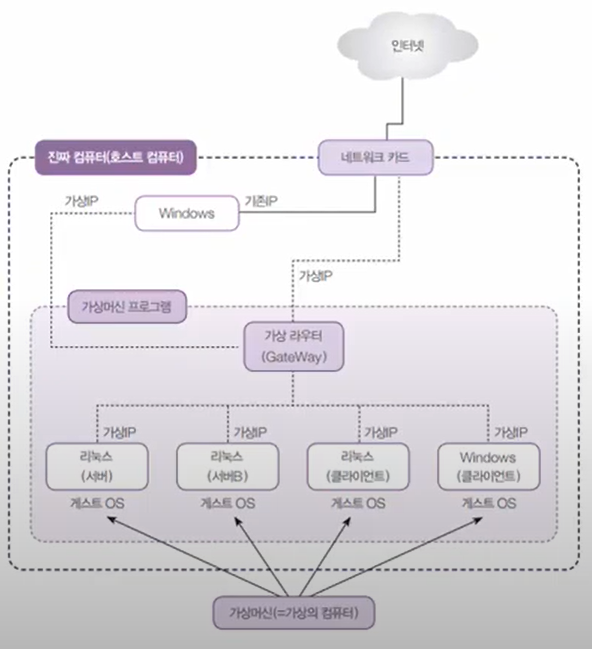 인터넷
진짜 컴퓨터(호스트 컴퓨터)
네트워크 카드
가상IP
Windows
기존IP
가상IP
가상머신 프로그램
가상 라우터
(GateWay)
가상IP
가상IP
가상IP
가상IP
리눅스
(서버)
리눅스
(서버B)
리눅스
(클라이언트)
Windows
(클라이언트)
게스트 OS
게스트 OS
게스트 OS
게스트 OS
가상머신(=가상의 컴퓨터)